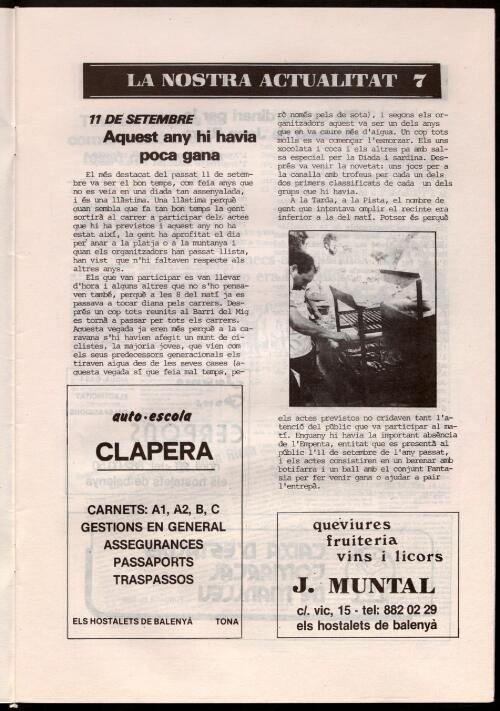 LA NOSTRA ACTUALITAT 7
11 DE SETEMBRE
Aquest any hi havia
poca gana
El més destacat del passat 11 de setem-
bre va ser el bon temps, com feia anys que
no es veia en una diada tan assenyalada,
i és una llàstima. Una llàstima perquè
quan sembla que fa tan bon temps la gent
sortirà al carrer a participar dels actes
que hi ha previstos i aquest any no ha
estat així, la gent ha aprofitat el dia
per anar a la platja o a la muntanya i
quan els organitzadors han passat llista,
han vist que n'hi faltaven respecte als
altres anys.
Els que van participar es van llevar
d'hora i alguns altres que no s'ho pensa-
ven també, perquè a les 8 del matí ja es
passava a tocar diana pels carrers. Des-
prés un cop tots reunits al Barri del Mig
es tornà a passar per tots els carrers.
Aquesta vegada ja eren més perquè a la ca-
ravana s'hi havien afegit un munt de ci-
clistes, la majoria joves, que vien com
els seus predecessors generacionals els
tiraven aigua des de les seves cases (a-
questa vegada sí que feia mal temps, pe-
rò només pels de sota), i segons els or-
ganitzadors aquest va ser un dels anys
que en va caure més d'aigua. Un cop tots
molls es va començar l'esmorzar. Els uns
xocolata i coca i els altres pa amb sal-
sa especial per la Diada i sardina. Des-
prés va venir la novetat: uns jocs per a
la canalla amb trofeus per cada un dels
dos primers classificats de cada un dels
grups que hi havia.
A la Tarda, a la Pista, el nombre de
gent que intentava omplir el recinte era
inferior a la del matí. Potser és perquè
els actes previstos no cridaven tant l'a-
tenció del públic que va participar al ma-
tí. Enguany hi havia la important absència
de l'Empenta, entitat que es presentà al
públic l'11 de setembre de l'any passat,
i els actes consistiren en un berenar amb
botifarra i un ball amb el conjunt Fanta-
sia per fer venir gana o ajudar a pair
l'entrepà.
auto-escola
CLAPERA
CARNETS: A1, A2, B, C
GESTIONS EN GENERAL
ASSEGURANCES
PASSAPORTS
TRASPASSOS
ELS HOSTALETS DE BALENYÀ TONA
queviures
fruiteria
vins i licors
J. MUNTAL
c/. vic, 15 - tel: 882 02 29
els hostalets de balenyà